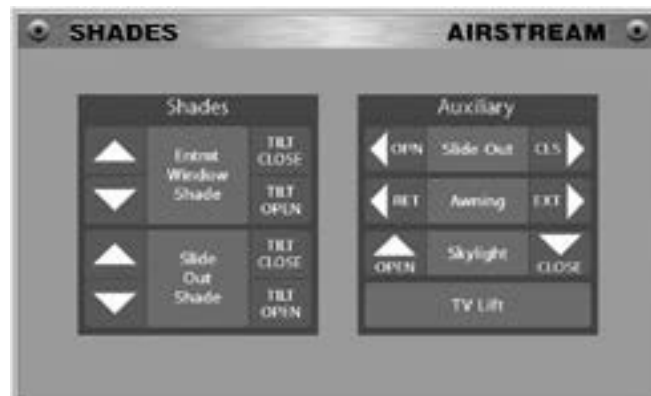 SHADES
AIRSTREAM
Shades
Window
Shade
TILT
CLOSE
TILT
OPEN
Slide
Out
Shade
TILT
CLOSE
TILT
OPEN
Auxiliary
OPN
Slide Out
CLS
RET
Awning
EXT
OPEN
Skylight
CLOSE
TV Lift